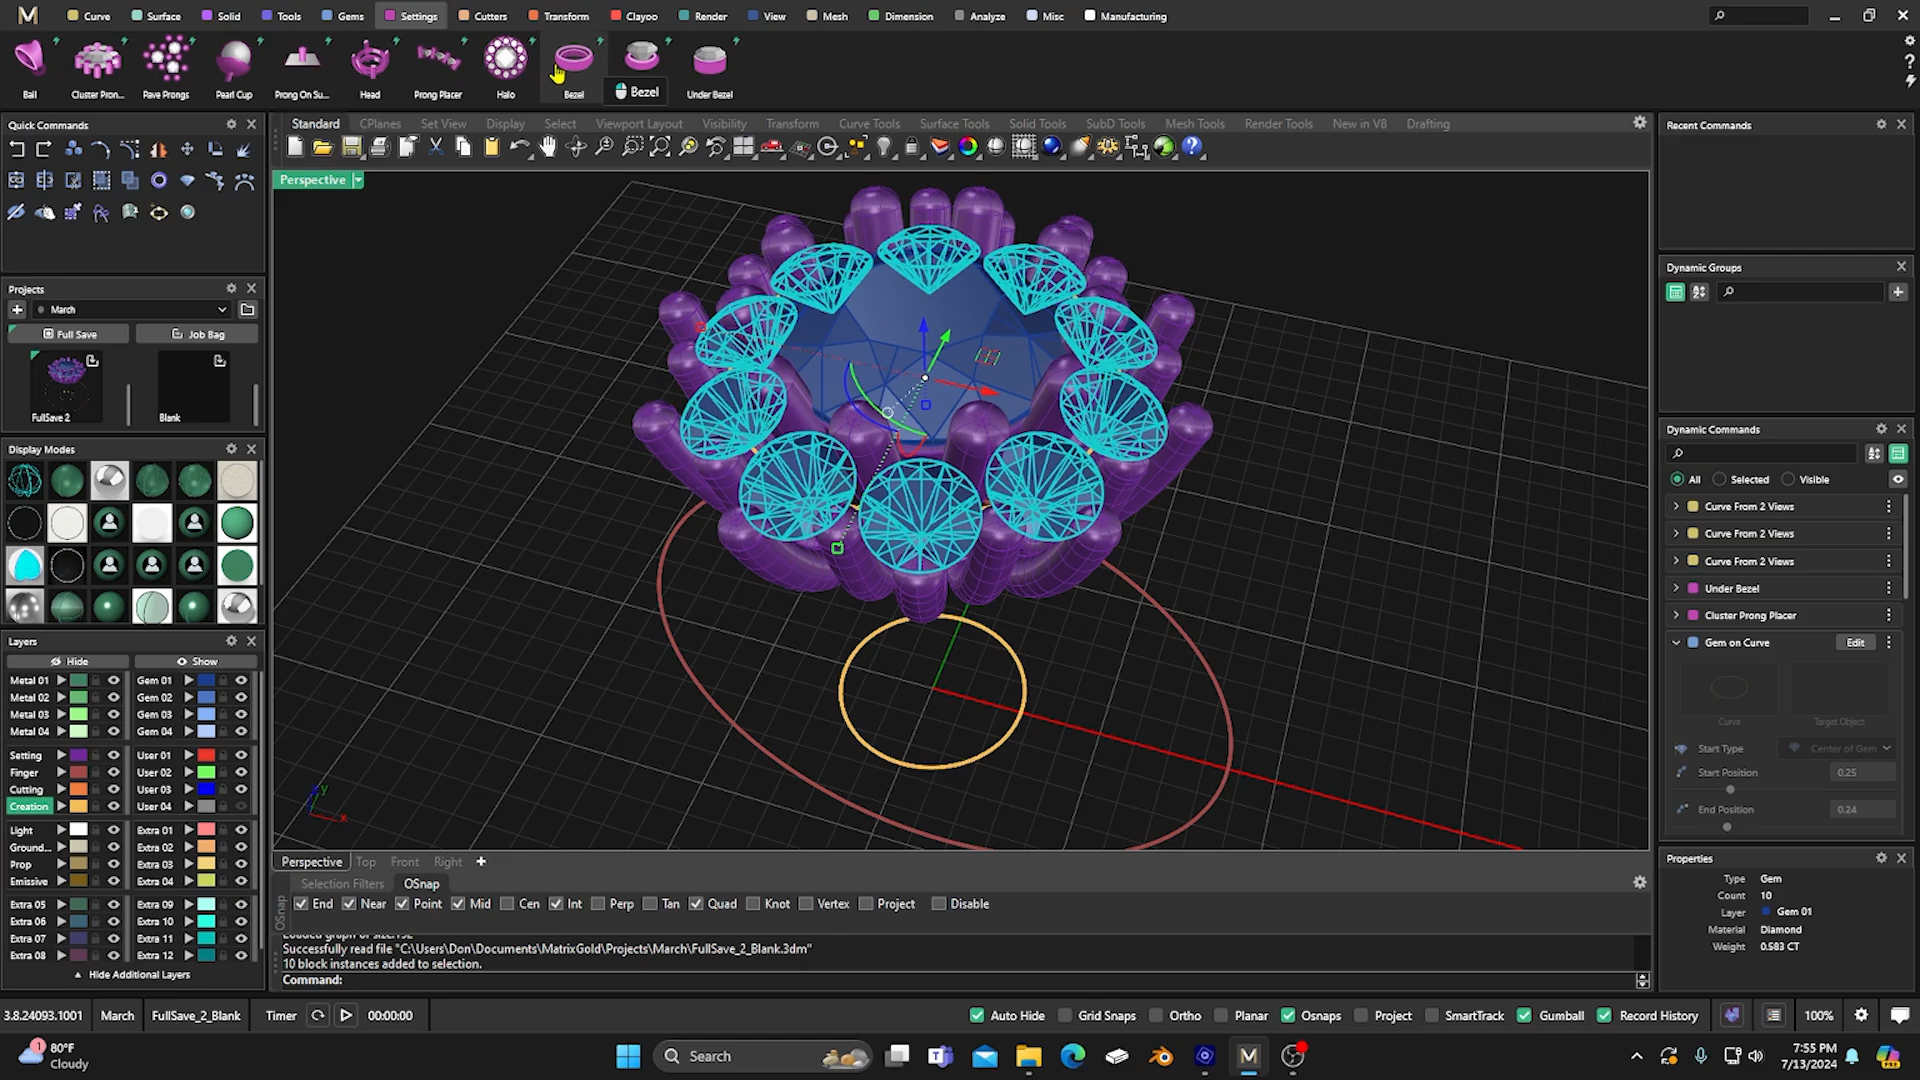 Curve Surface Solid Tools Gems Settings Cutters Transform Clayoo Render View Mesh Dimension Analyze Misc Manufacturing
Ball Cluster Pron... Pave Prongs Pearl Cup Prong On Su... Head Prong Placer Halo Bezel Bezel Under Bezel
Quick Commands
Standard CPlanes Set View Display Select Viewport Layout Visibility Transform Curve Tools Surface Tools Solid Tools SubD Tools Mesh Tools Render Tools New in V8 Drafting
Perspective
Projects
March
Full Save Job Bag
FullSave 2 Blank
Display Modes
Layers
Hide Show
Metal 01 Gem 01
Metal 02 Gem 02
Metal 03 Gem 03
Metal 04 Gem 04
Setting User 01
Finger User 02
Cutting User 03
Creation User 04
Light Extra 01
Ground... Extra 02
Prop Extra 03
Emissive Extra 04
Extra 05 Extra 09
Extra 06 Extra 10
Extra 07 Extra 11
Extra 08 Extra 12
Hide Additional Layers
y
x
Perspective Top Front Right
Selection Filters OSnap
OSnap
End Near Point Mid Cen Int Perp Tan Quad Knot Vertex Project Disable
Successfully read file "C:\Users\Don\Documents\MatrixGold\Projects\March\FullSave_2_Blank.3dm"
10 block instances added to selection.
Command:
Recent Commands
Dynamic Groups
Dynamic Commands
All Selected Visible
Curve From 2 Views
Curve From 2 Views
Curve From 2 Views
Under Bezel
Cluster Prong Placer
Gem on Curve Edit
Curve Target Object
Start Type Center of Gem
Start Position 0.25
End Position 0.24
Properties
Type Gem
Count 10
Layer Gem 01
Material Diamond
Weight 0.583 CT
3.8.24093.1001 March FullSave_2_Blank Timer 00:00:00 Auto Hide Grid Snaps Ortho Planar Osnaps Project SmartTrack Gumball Record History 100%
1
80°F
Cloudy
Search
7:55 PM
7/13/2024